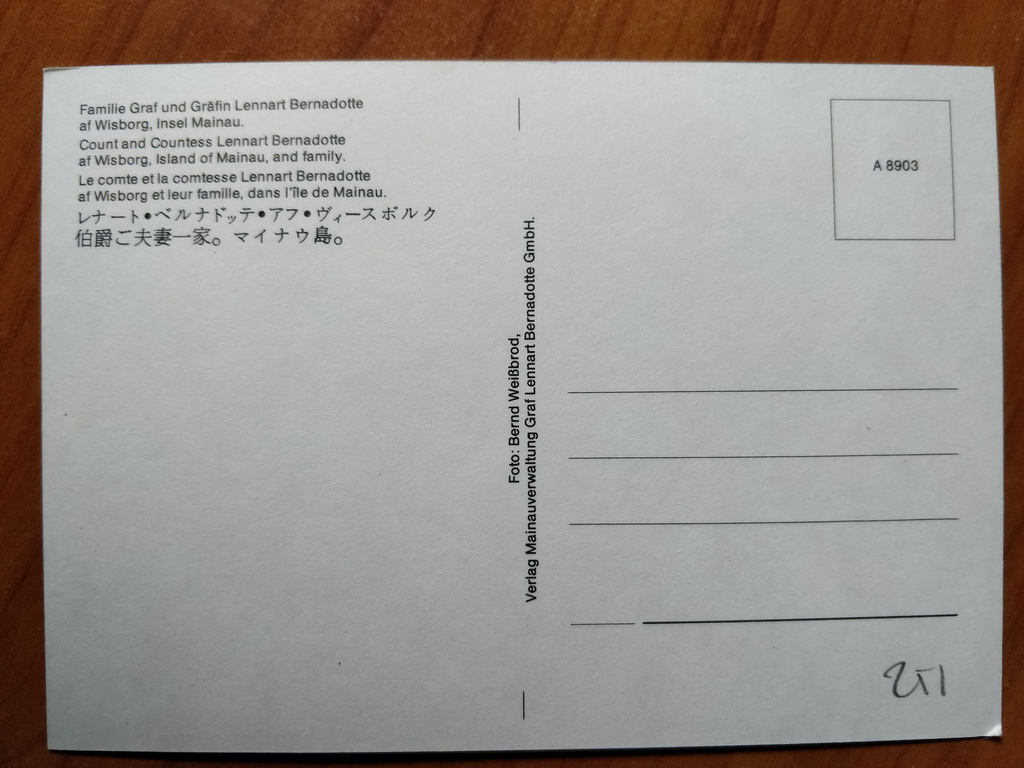 Familie Graf und Gräfin Lennart Bernadotte
af Wisborg, Insel Mainau.
Count and Countess Lennart Bernadotte
af Wisborg, Island of Mainau, and family.
Le comte et la comtesse Lennart Bernadotte
af Wisborg et leur famille, dans l'île de Mainau.
レナート•ベルナドッテ•アフ•ヴィースボルク
伯爵ご夫妻一家。マイナウ島。
Foto: Bernd Weißbrod,
Verlag Mainauverwaltung Graf Lennart Bernadotte GmbH.
A 8903